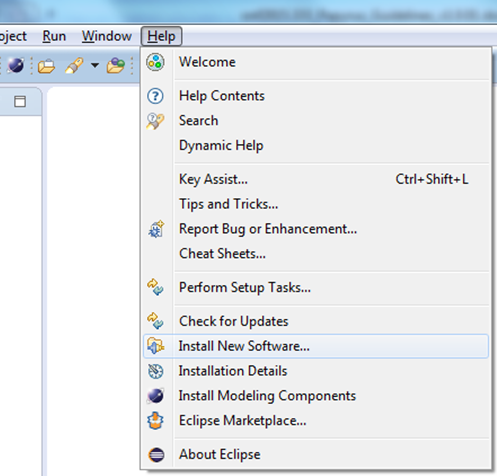 oject Run Window Help
Welcome
Help Contents
Search
Dynamic Help
Key Assist... Ctrl+Shift+L
Tips and Tricks...
Report Bug or Enhancement...
Cheat Sheets...
Perform Setup Tasks...
Check for Updates
Install New Software...
Installation Details
Install Modeling Components
Eclipse Marketplace...
About Eclipse